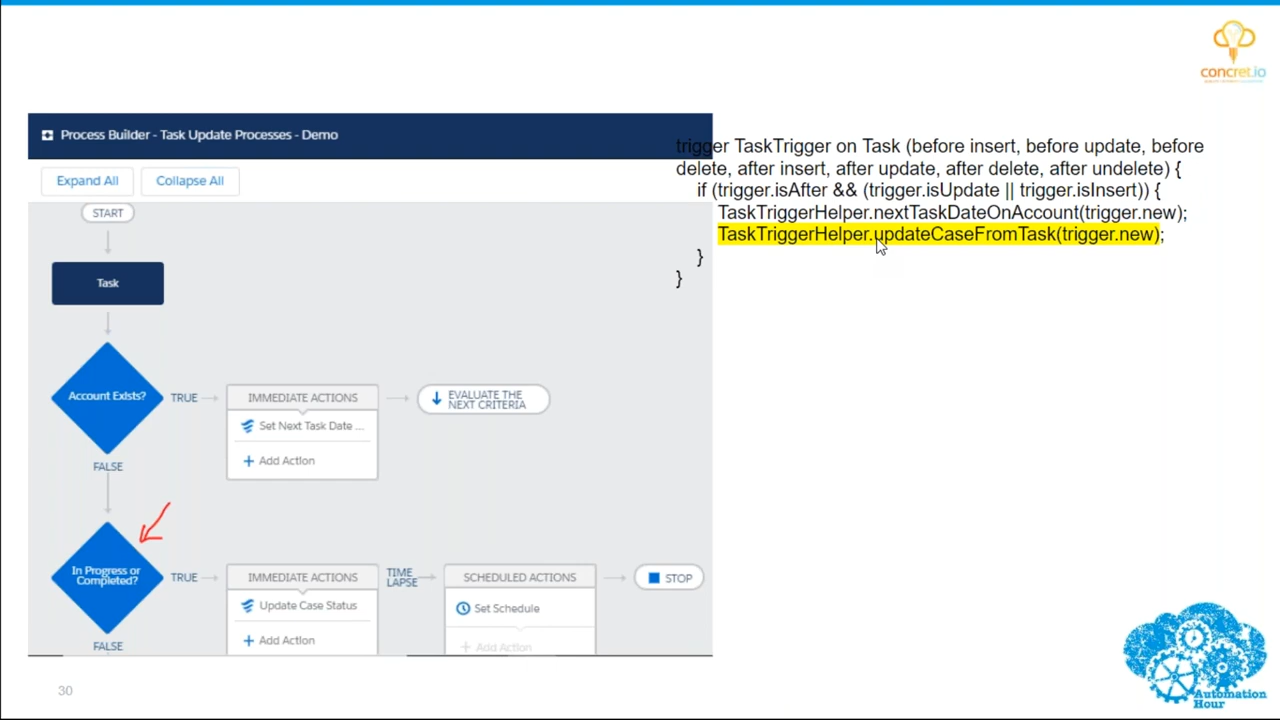 concret.io
Process Builder - Task Update Processes - Demo
Expand All
Collapse All
START
Task
Account Exists?
TRUE
IMMEDIATE ACTIONS
EVALUATE THE
NEXT CRITERIA
Set Next Task Date ...
+ Add Action
FALSE
In Progress or
Completed?
TRUE
IMMEDIATE ACTIONS
TIME
LAPSE
SCHEDULED ACTIONS
STOP
Update Case Status
Set Schedule
+ Add Action
+ Add Action
FALSE
trigger TaskTrigger on Task (before insert, before update, before
delete, after insert, after update, after delete, after undelete) {
if (trigger.isAfter && (trigger.isUpdate || trigger.isInsert)) {
TaskTriggerHelper.nextTaskDateOnAccount(trigger.new);
TaskTriggerHelper.updateCaseFromTask(trigger.new);
}
}
30
Automation
Hour